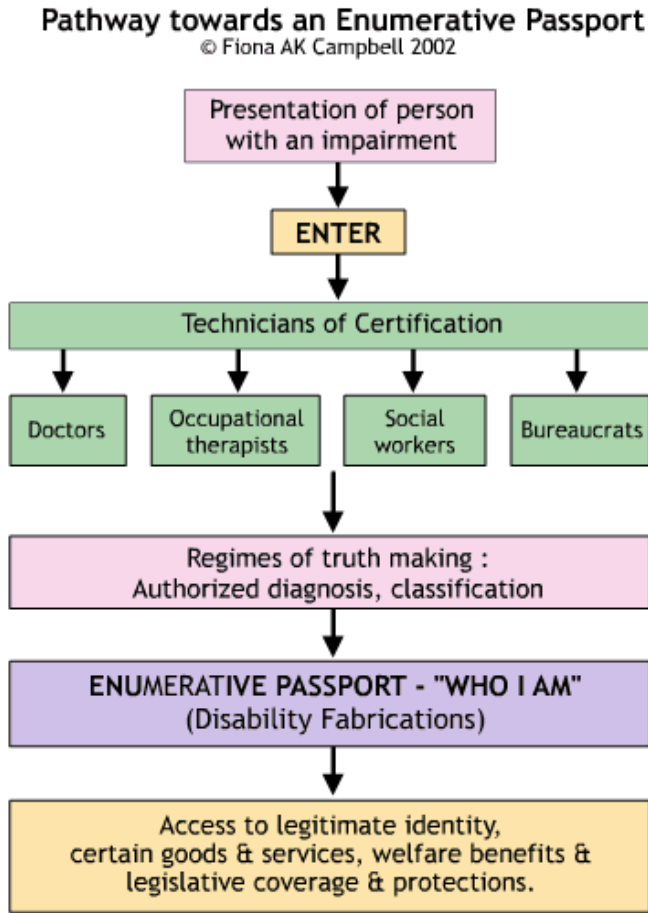 Pathway towards an Enumerative Passport
© Fiona AK Campbell 2002
Presentation of person
with an impairment
ENTER
Technicians of Certification
Doctors
Occupational
therapists
Social
workers
Bureaucrats
Regimes of truth making :
Authorized diagnosis, classification
ENUMERATIVE PASSPORT - "WHO I AM"
(Disability Fabrications)
Access to legitimate identity,
certain goods & services, welfare benefits &
legislative coverage & protections.